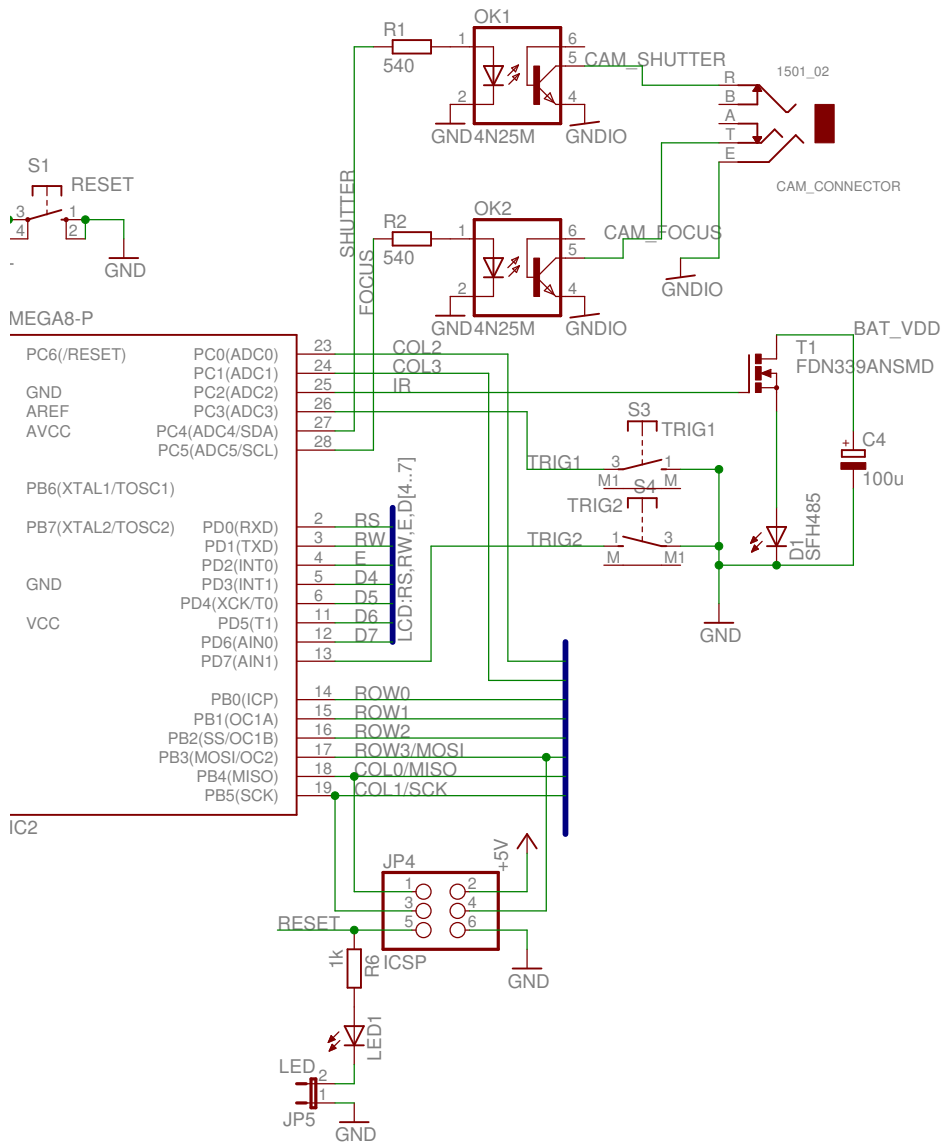 OK1
R1
540
1
2
6
5
4
CAM_SHUTTER
GND
4N25M
GNDIO
1501_02
R
B
A
T
E
CAM_CONNECTOR
S1
RESET
3
4
1
2
GND
SHUTTER
FOCUS
OK2
R2
540
1
2
6
5
4
CAM_FOCUS
GND
4N25M
GNDIO
GNDIO
MEGA8-P
PC6(/RESET)
GND
AREF
AVCC
PB6(XTAL1/TOSC1)
PB7(XTAL2/TOSC2)
GND
VCC
PC0(ADC0) 23 COL2
PC1(ADC1) 24 COL3
PC2(ADC2) 25 IR
PC3(ADC3) 26
PC4(ADC4/SDA) 27
PC5(ADC5/SCL) 28
PD0(RXD) 2 RS
PD1(TXD) 3 RW
PD2(INT0) 4 E
PD3(INT1) 5 D4
PD4(XCK/T0) 6 D5
PD5(T1) 11 D6
PD6(AIN0) 12 D7
PD7(AIN1) 13
LCD:RS,RW,E,D[4..7]
PB0(ICP) 14 ROW0
PB1(OC1A) 15 ROW1
PB2(SS/OC1B) 16 ROW2
PB3(MOSI/OC2) 17 ROW3/MOSI
PB4(MISO) 18 COL0/MISO
PB5(SCK) 19 COL1/SCK
IC2
BAT_VDD
T1
FDN339ANSMD
S3
TRIG1
TRIG1
3
1
M1
M
S4
TRIG2
TRIG2
1
3
M
M1
GND
+
C4
100u
D1
SFH485
JP4
+5V
1
2
3
4
5
6
ICSP
GND
RESET
1k
R6
LED1
LED
2
1
JP5
GND